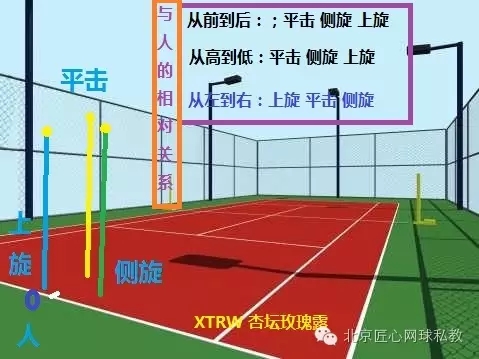 与人的相对关系
从前到后：；平击 侧旋 上旋
从高到低：平击 侧旋 上旋
从左到右：上旋 平击 侧旋
平击
上旋
侧旋
0
人
XTRW 杏坛玫瑰露
北京匠心网球私教